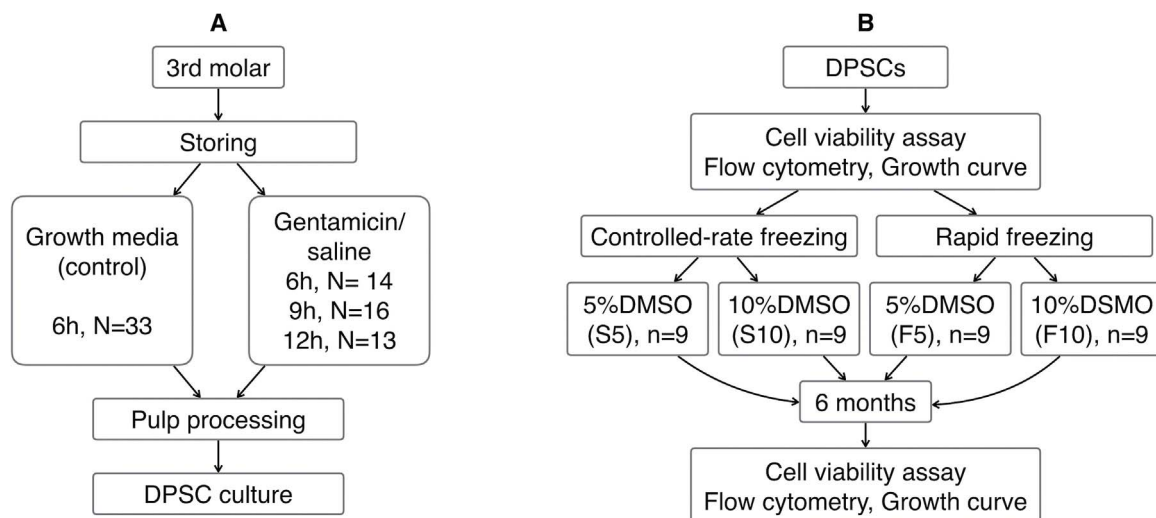 A
3rd molar
Storing
Growth media
(control)
6h, N=33
Gentamicin/
saline
6h, N= 14
9h, N=16
12h, N=13
Pulp processing
DPSC culture
B
DPSCs
Cell viability assay
Flow cytometry, Growth curve
Controlled-rate freezing
Rapid freezing
5%DMSO
(S5), n=9
10%DMSO
(S10), n=9
5%DMSO
(F5), n=9
10%DSMO
(F10), n=9
6 months
Cell viability assay
Flow cytometry, Growth curve